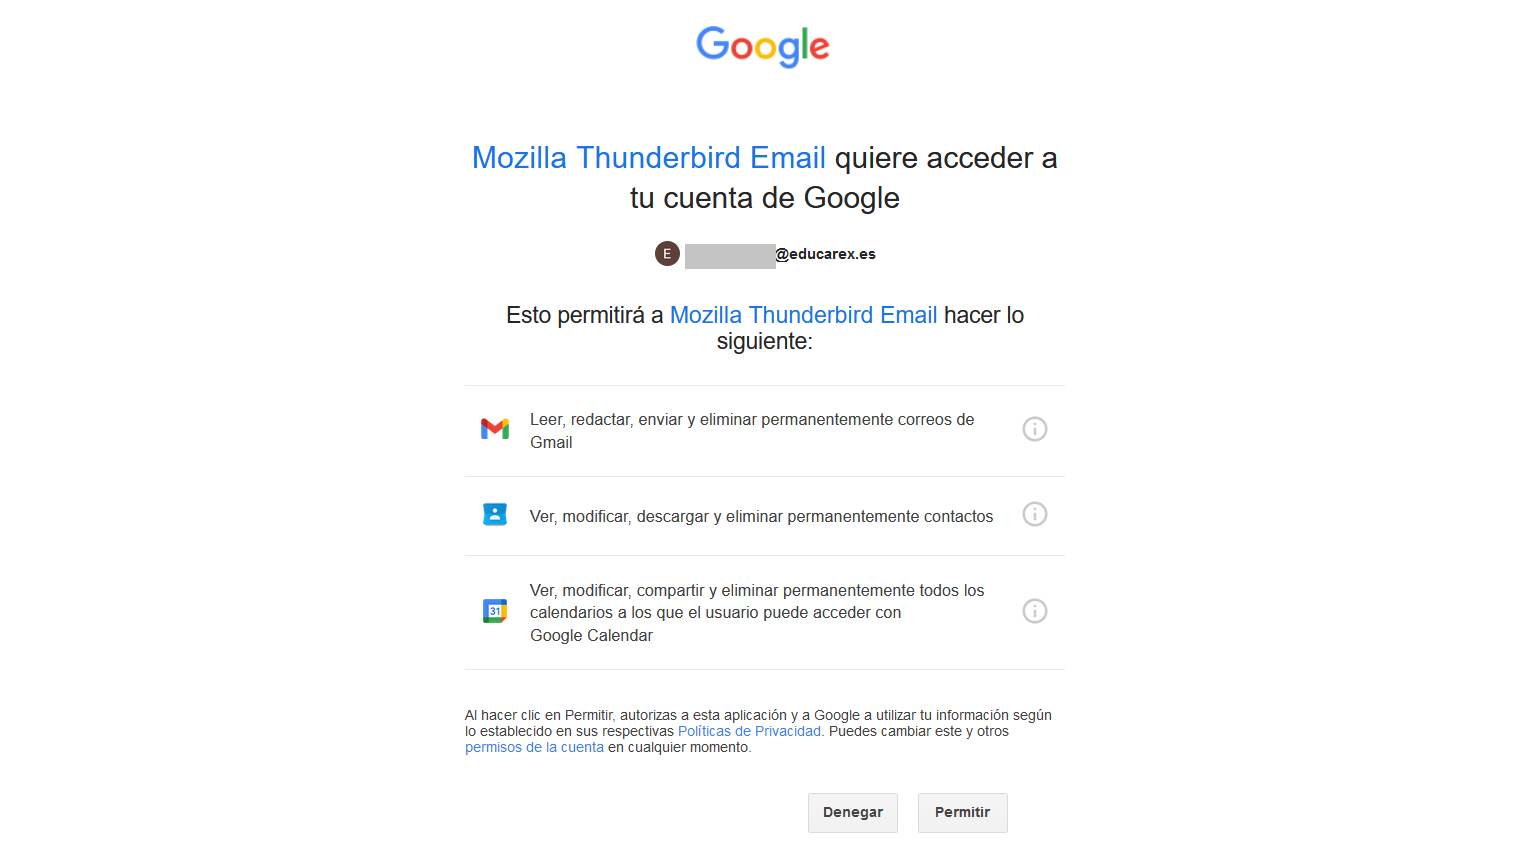 Google
Mozilla Thunderbird Email quiere acceder a
tu cuenta de Google
E @educarex.es
Esto permitirá a Mozilla Thunderbird Email hacer lo
siguiente:
Leer, redactar, enviar y eliminar permanentemente correos de
Gmail
Ver, modificar, descargar y eliminar permanentemente contactos
Ver, modificar, compartir y eliminar permanentemente todos los
31 calendarios a los que el usuario puede acceder con
Google Calendar
Al hacer clic en Permitir, autorizas a esta aplicación y a Google a utilizar tu información según
lo establecido en sus respectivas Políticas de Privacidad. Puedes cambiar este y otros
permisos de la cuenta en cualquier momento.
Denegar Permitir